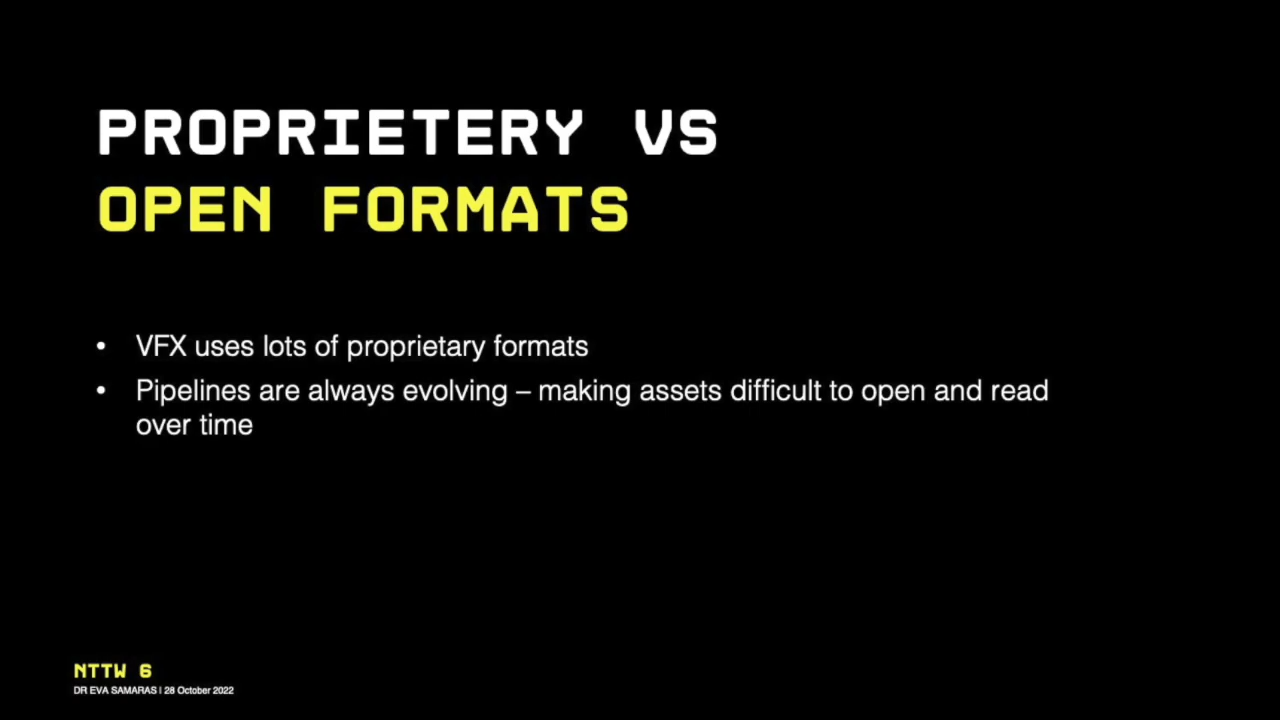 PROPRIETERY VS
OPEN FORMATS
• VFX uses lots of proprietary formats
• Pipelines are always evolving – making assets difficult to open and read
over time
NTTW 6
DR EVA SAMARAS | 28 October 2022